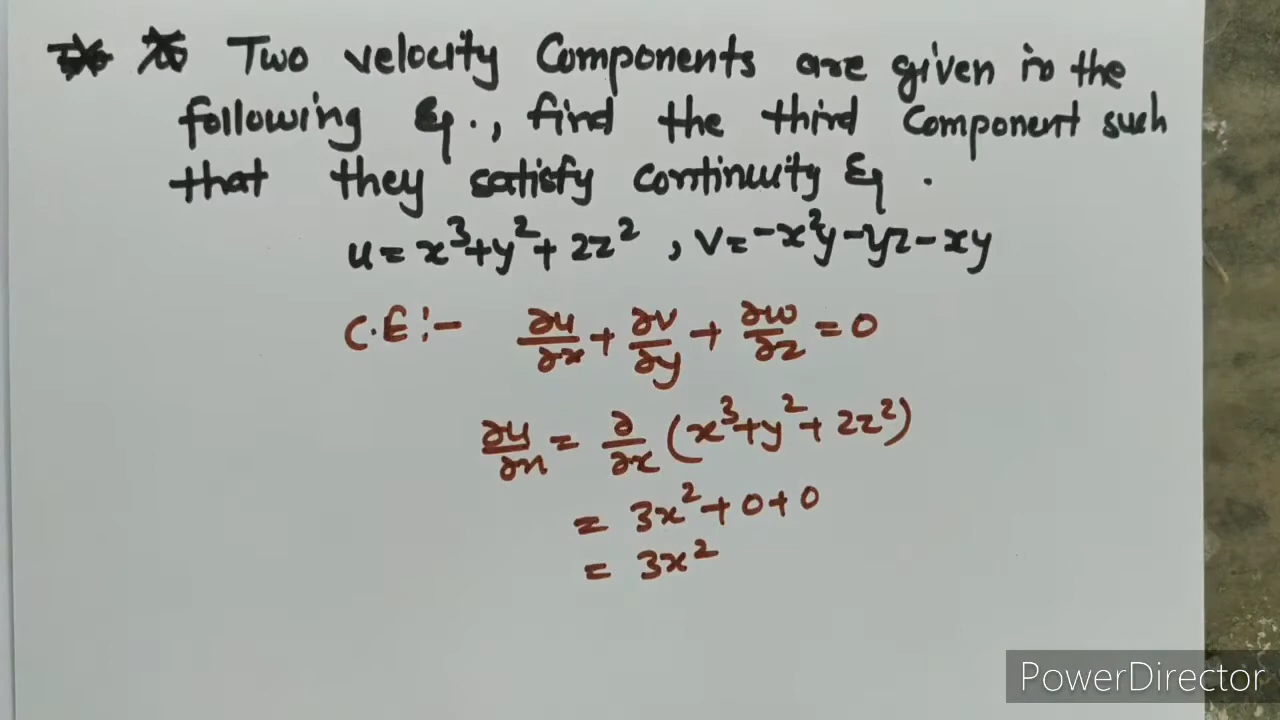 Two velocity components are given in the
following Eq., find the third component such
that they satisfy continuity Eq.
u = x³+y²+2z² , v = -x²y-yz-xy
C.E:- ∂u/∂x + ∂v/∂y + ∂w/∂z = 0
∂u/∂x = ∂/∂x (x³+y²+2z²)
= 3x²+0+0
= 3x²
PowerDirector